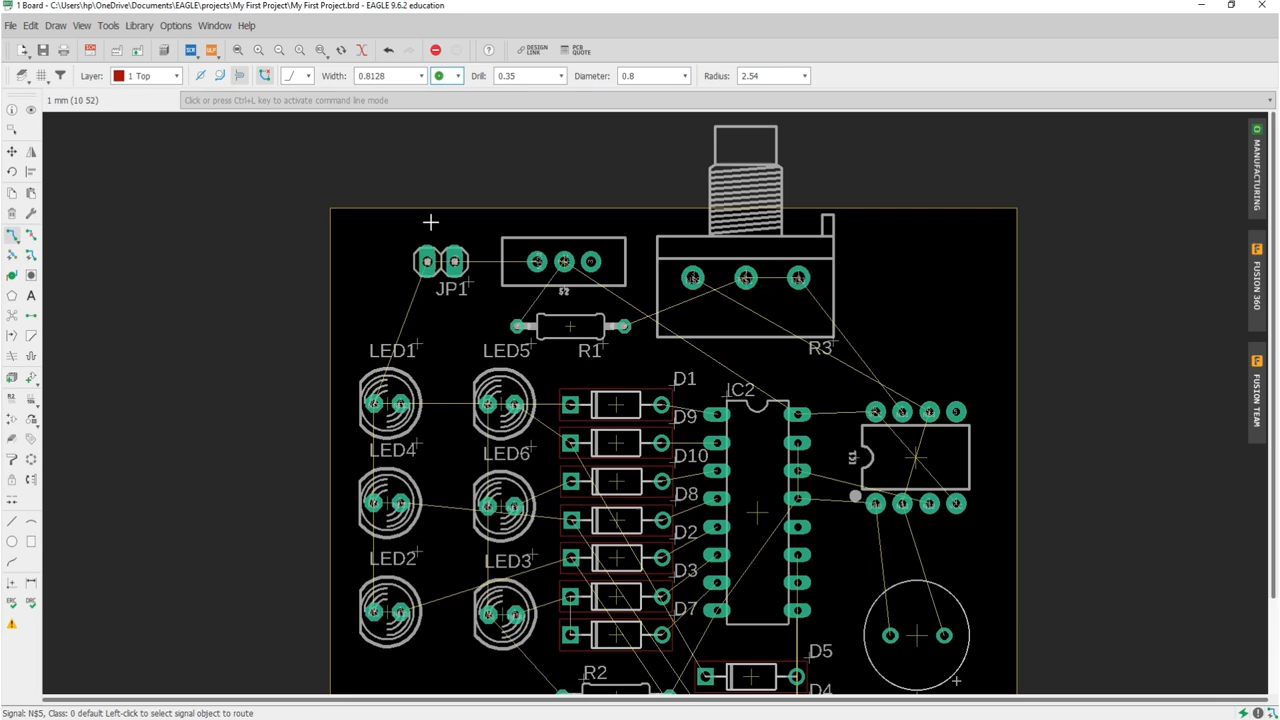 1 Board - C:\Users\hp\OneDrive\Documents\EAGLE\projects\My First Project\My First Project.brd - EAGLE 9.6.2 education
File Edit Draw View Tools Library Options Window Help
SCR ULP DESIGN LINK PCB QUOTE
Layer: 1 Top Width: 0.8128 Drill: 0.35 Diameter: 0.8 Radius: 2.54
1 mm (10 52) Click or press Ctrl+L key to activate command line mode
MANUFACTURING
FUSION 360
FUSION TEAM
JP1
R1
R3
LED1 LED5
D1
IC2
D9
LED4 LED6
D10
D8
D2
LED2 LED3
D3
D7
D5
R2
D4
Signal: N$5, Class: 0 default Left-click to select signal object to route